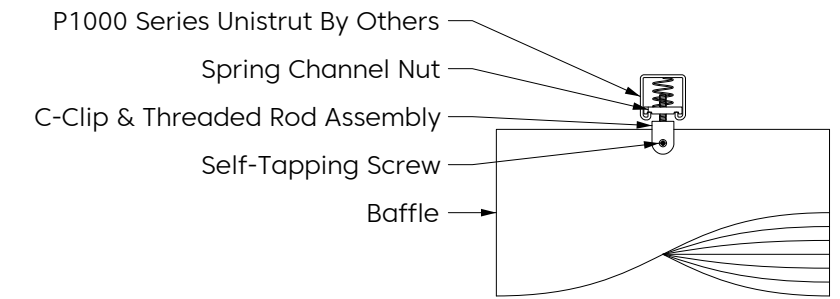 P1000 Series Unistrut By Others
Spring Channel Nut
C-Clip & Threaded Rod Assembly
Self-Tapping Screw
Baffle